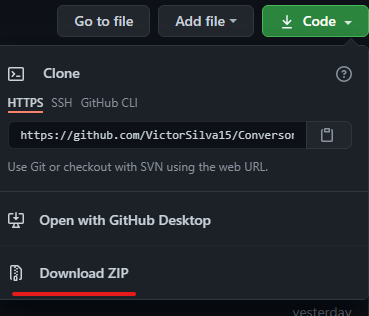 Go to file Add file Code
Clone
HTTPS SSH GitHub CLI
https://github.com/VictorSilva15/Converson
Use Git or checkout with SVN using the web URL.
Open with GitHub Desktop
Download ZIP
yesterday